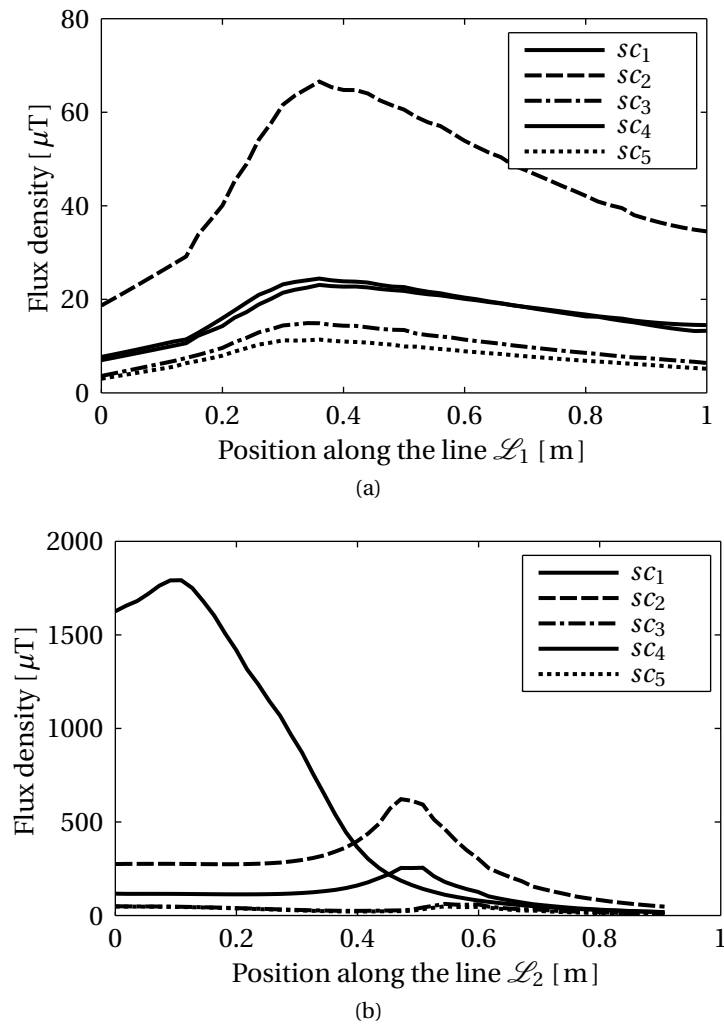 80
60
40
20
0
Flux density [ μT]
sc1
sc2
sc3
sc4
sc5
0 0.2 0.4 0.6 0.8 1
Position along the line ℒ1 [ m]
(a)
2000
1500
1000
500
0
Flux density [ μT]
sc1
sc2
sc3
sc4
sc5
0 0.2 0.4 0.6 0.8 1
Position along the line ℒ2 [ m]
(b)